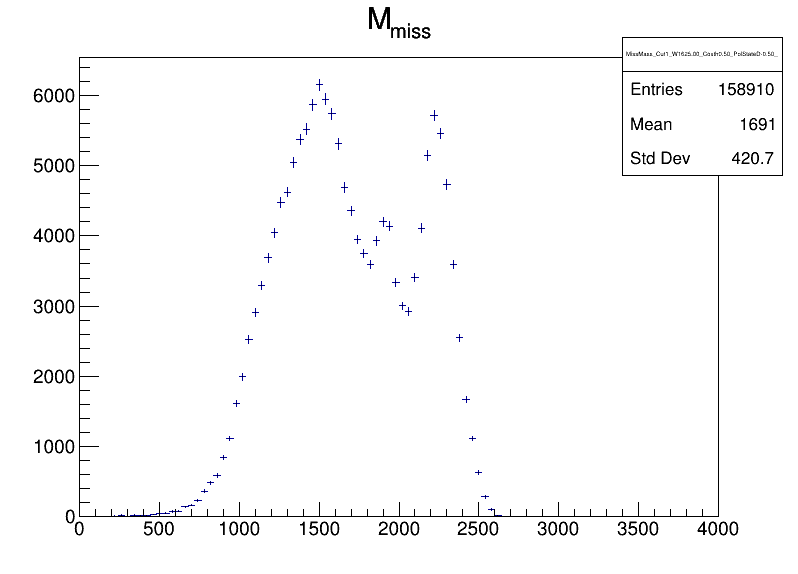 M_miss
MissMass_Cut1_W1625.00_Costh0.50_PolStateD-0.50_
Entries 158910
Mean 1691
Std Dev 420.7
6000
5000
4000
3000
2000
1000
0
0 500 1000 1500 2000 2500 3000 3500 4000